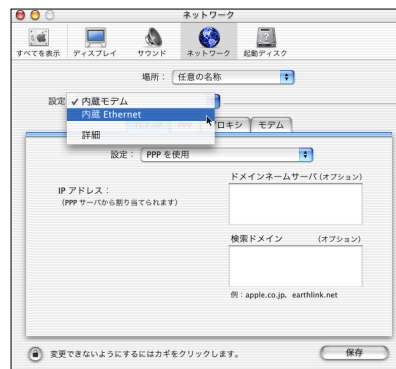 ネットワーク
すべてを表示 ディスプレイ サウンド ネットワーク 起動ディスク
場所： 任意の名称
設定 ✓ 内蔵モデム
内蔵 Ethernet
詳細
TCP/IP PPP プロキシ モデム
設定： PPP を使用
ドメインネームサーバ (オプション)
IP アドレス：
(PPP サーバから割り当てられます)
検索ドメイン (オプション)
例：apple.co.jp、earthlink.net
変更できないようにするにはカギをクリックします。 保存